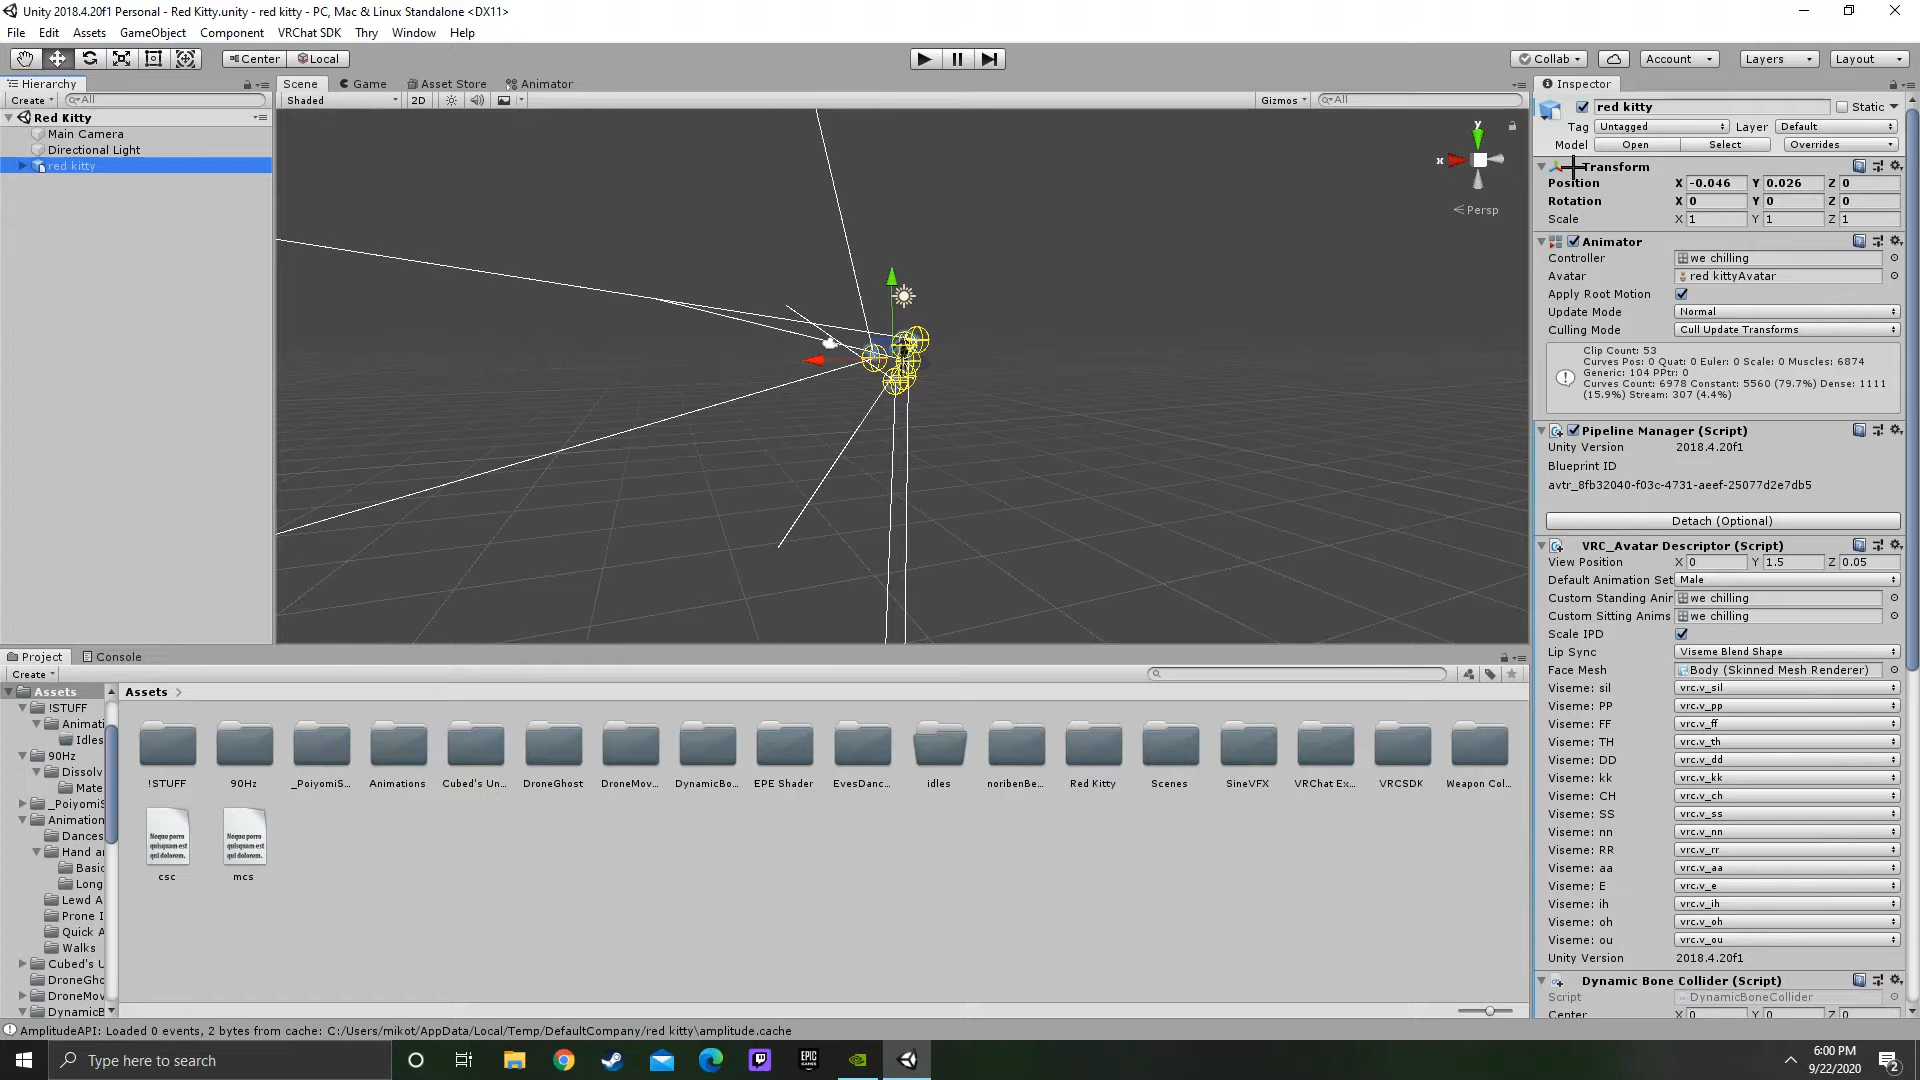 Unity 2018.4.20f1 Personal - Red Kitty.unity - red kitty - PC, Mac & Linux Standalone <DX11>
File Edit Assets GameObject Component VRChat SDK Thry Window Help
Center Local Collab Account Layers Layout
Hierarchy
Create All
Red Kitty
Main Camera
Directional Light
red kitty
Scene Game Asset Store Animator
Shaded 2D Gizmos All
y
x
Persp
Inspector
red kitty Static
Tag Untagged Layer Default
Model Open Select Overrides
Transform
Position X -0.046 Y 0.026 Z 0
Rotation X 0 Y 0 Z 0
Scale X 1 Y 1 Z 1
Animator
Controller we chilling
Avatar red kittyAvatar
Apply Root Motion
Update Mode Normal
Culling Mode Cull Update Transforms
Clip Count: 53
Curves Pos: 0 Quat: 0 Euler: 0 Scale: 0 Muscles: 6874
Generic: 104 PPtr: 0
Curves Count: 6978 Constant: 5560 (79.7%) Dense: 1111
(15.9%) Stream: 307 (4.4%)
Pipeline Manager (Script)
Unity Version 2018.4.20f1
Blueprint ID
avtr_8fb32040-f03c-4731-aeef-25077d2e7db5
Detach (Optional)
VRC_Avatar Descriptor (Script)
View Position X 0 Y 1.5 Z 0.05
Default Animation Set Male
Custom Standing Anir we chilling
Custom Sitting Anims we chilling
Scale IPD
Lip Sync Viseme Blend Shape
Face Mesh Body (Skinned Mesh Renderer)
Viseme: sil vrc.v_sil
Viseme: PP vrc.v_pp
Viseme: FF vrc.v_ff
Viseme: TH vrc.v_th
Viseme: DD vrc.v_dd
Viseme: kk vrc.v_kk
Viseme: CH vrc.v_ch
Viseme: SS vrc.v_ss
Viseme: nn vrc.v_nn
Viseme: RR vrc.v_rr
Viseme: aa vrc.v_aa
Viseme: E vrc.v_e
Viseme: ih vrc.v_ih
Viseme: oh vrc.v_oh
Viseme: ou vrc.v_ou
Unity Version 2018.4.20f1
Dynamic Bone Collider (Script)
Script DynamicBoneCollider
Center X 0 Y 0 Z 0
Project Console
Create
Assets
!STUFF
Animati
Idles
90Hz
Dissolv
Mate
_PoiyomiS
Animation
Dances
Hand ar
Basic
Long
Lewd A
Prone I
Quick A
Walks
Cubed's U
DroneGho
DroneMov
DynamicB
Assets
!STUFF 90Hz _PoiyomiS... Animations Cubed's Un... DroneGhost DroneMov... DynamicBo... EPE Shader EvesDanc... idles noribenBe... Red Kitty Scenes SineVFX VRChat Ex... VRCSDK Weapon Col...
Neque porro
quisquam est
qui dolorem.
Neque porro
quisquam est
qui dolorem.
csc mcs
AmplitudeAPI: Loaded 0 events, 2 bytes from cache: C:/Users/mikot/AppData/Local/Temp/DefaultCompany/red kitty\amplitude.cache
Type here to search
EPIC
GAMES
6:00 PM
9/22/2020
2